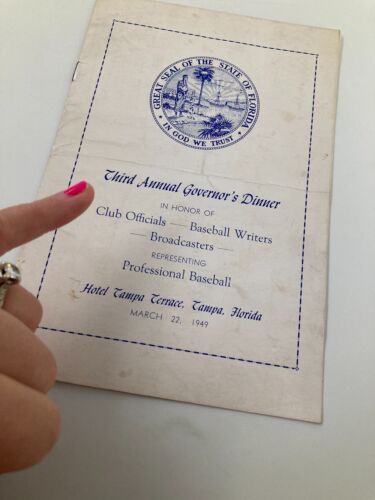 GREAT SEAL OF THE STATE OF FLORIDA
• IN GOD WE TRUST •
Third Annual Governor's Dinner
IN HONOR OF
Club Officials — Baseball Writers
— Broadcasters —
REPRESENTING
Professional Baseball
Hotel Tampa Terrace, Tampa, Florida
MARCH 22, 1949